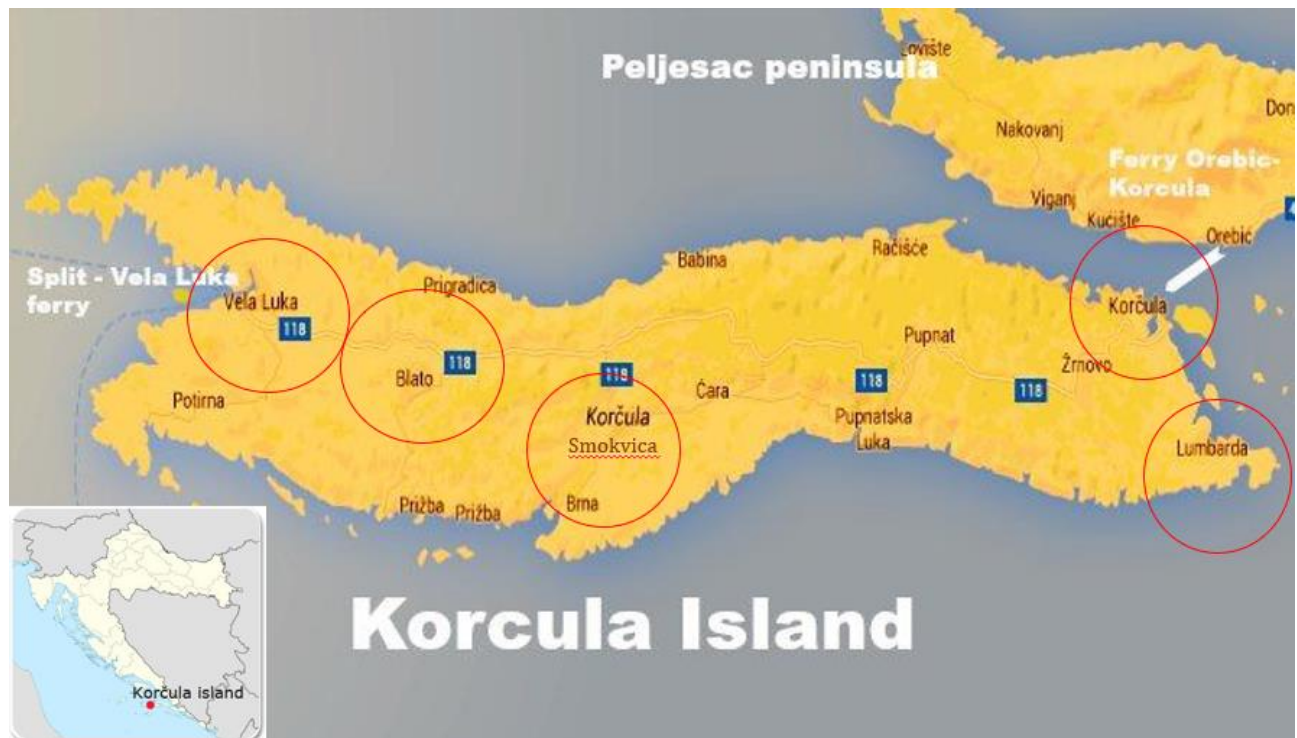 Lovište
Peljesac peninsula
Don
Nakovanj
Ferry Orebic-
Korcula
Viganj
Kućište
Orebić
Račišće
Babina
Split - Vela Luka
ferry
Prigradica
Vela Luka
118
Korčula
Pupnat
118
Blato
118
Žrnovo
Čara
118
118
Potirna
Korčula
Smokvica
Pupnatska
Luka
Lumbarda
Prižba
Prižba
Brna
Korcula Island
Korčula island